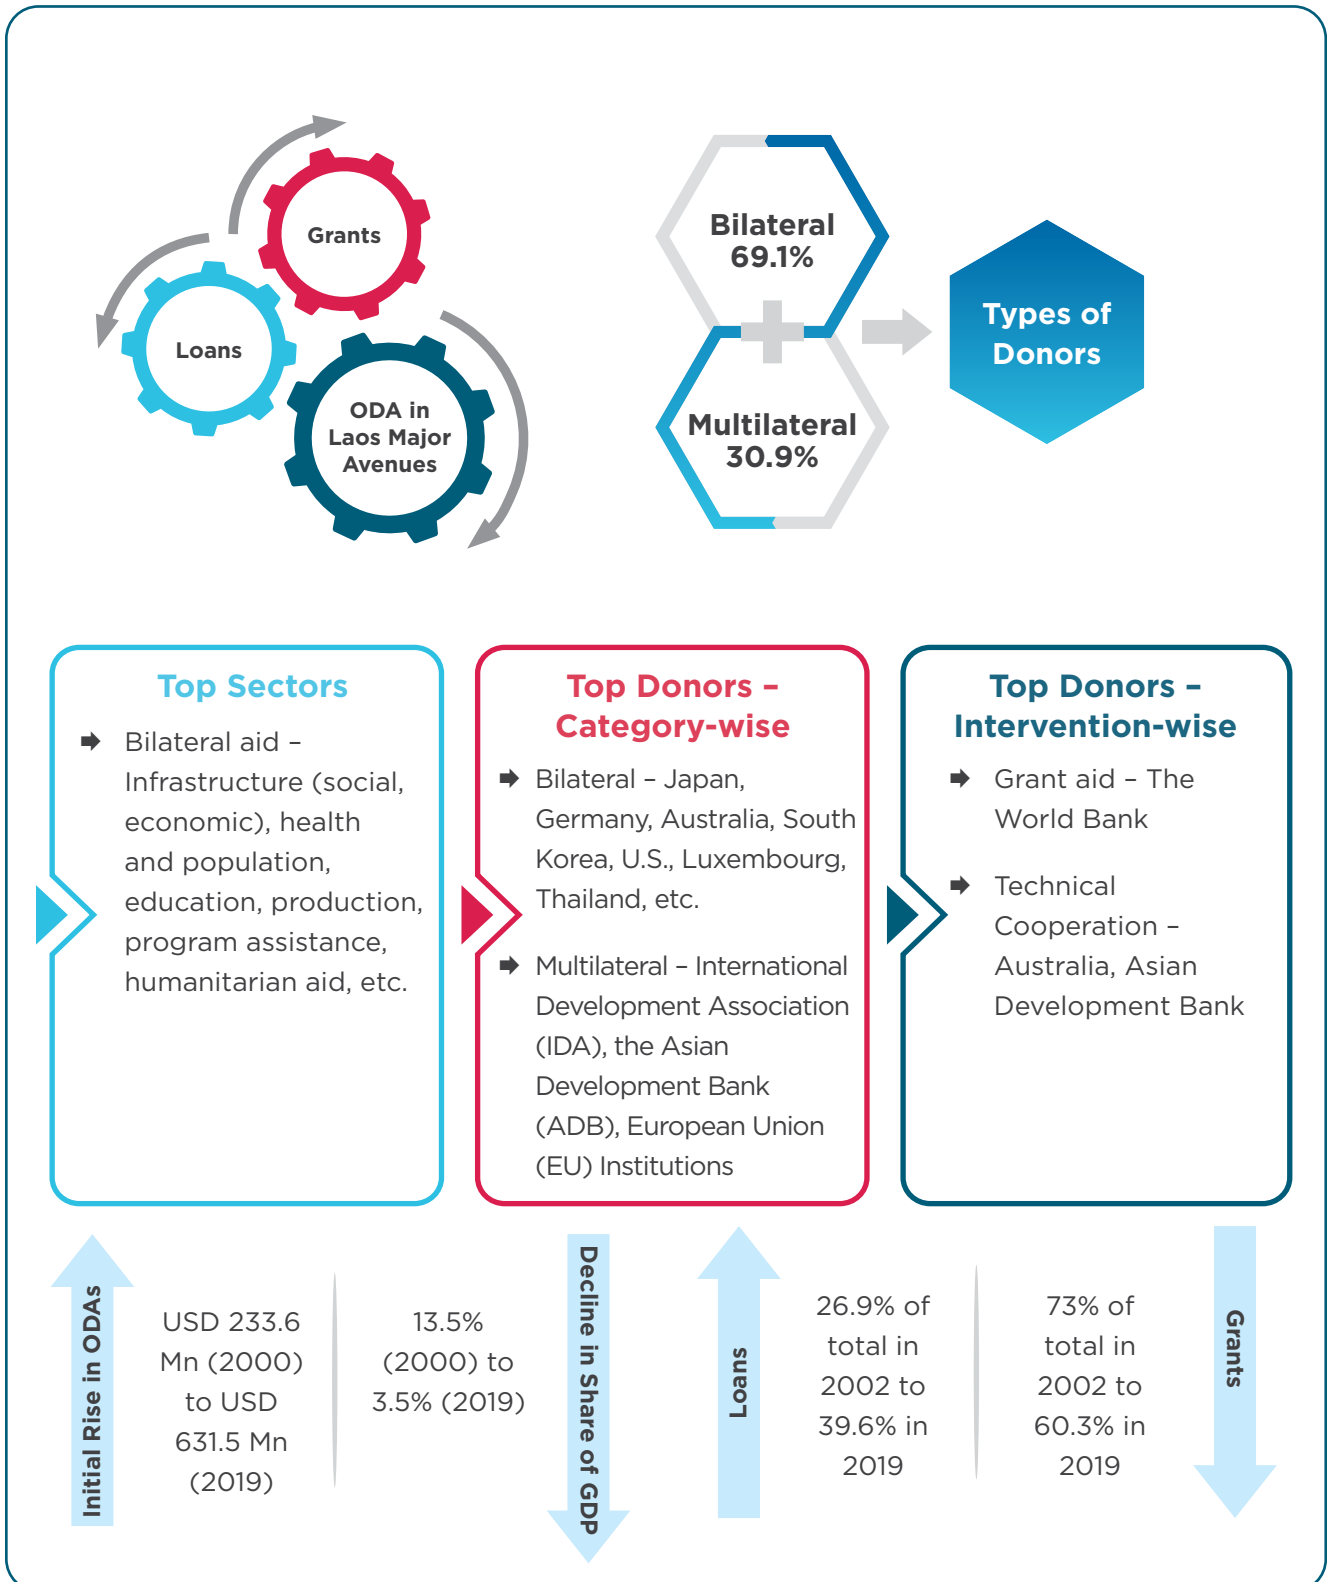 Grants
Loans
ODA in
Laos Major
Avenues
Bilateral
69.1%
Multilateral
30.9%
Types of
Donors
Top Sectors
Bilateral aid –
Infrastructure (social,
economic), health
and population,
education, production,
program assistance,
humanitarian aid, etc.
Top Donors –
Category-wise
Bilateral – Japan,
Germany, Australia, South
Korea, U.S., Luxembourg,
Thailand, etc.
Multilateral – International
Development Association
(IDA), the Asian
Development Bank
(ADB), European Union
(EU) Institutions
Top Donors –
Intervention-wise
Grant aid – The
World Bank
Technical
Cooperation –
Australia, Asian
Development Bank
Initial Rise in ODAs
USD 233.6
Mn (2000)
to USD
631.5 Mn
(2019)
13.5%
(2000) to
3.5% (2019)
Decline in Share of GDP
Loans
26.9% of
total in
2002 to
39.6% in
2019
73% of
total in
2002 to
60.3% in
2019
Grants